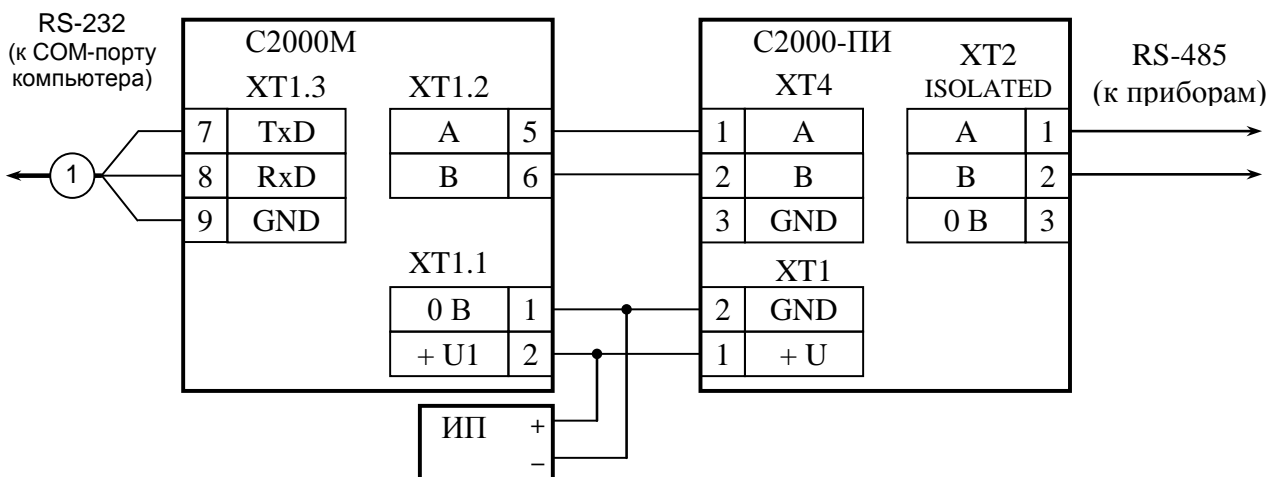 RS-232
(к COM-порту
компьютера)
С2000М
XT1.3
7 TxD
8 RxD
9 GND
XT1.2
A 5
B 6
XT1.1
0 В 1
+ U1 2
1
ИП +
–
С2000-ПИ
XT4
1 A
2 B
3 GND
XT1
2 GND
1 + U
XT2
ISOLATED
A 1
B 2
0 В 3
RS-485
(к приборам)